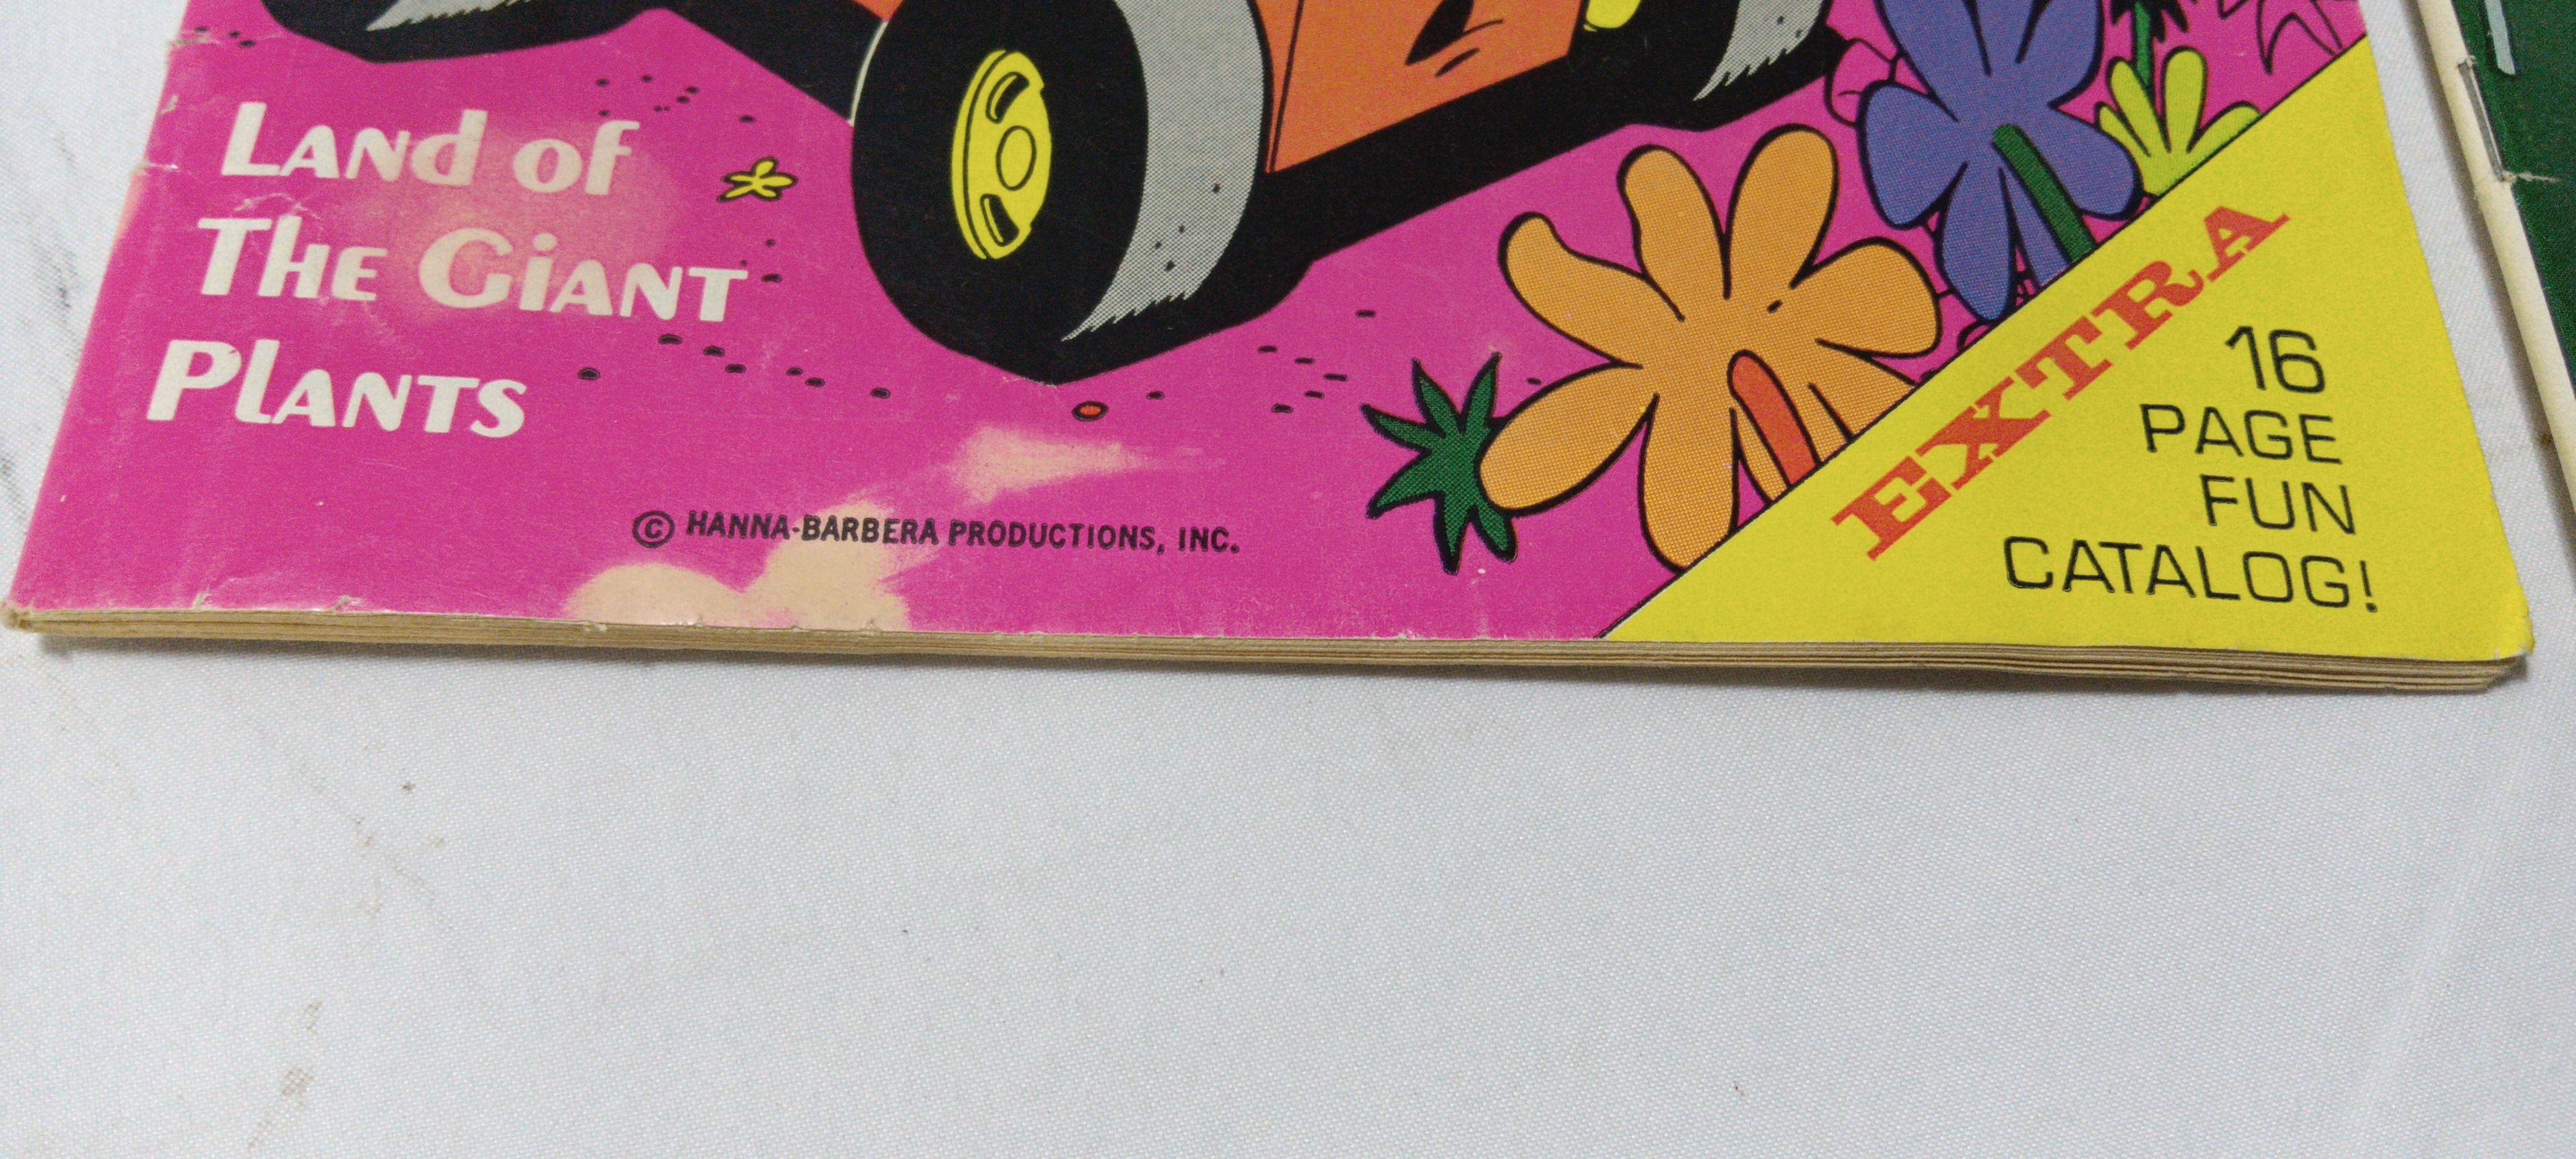 LANd of
THE GiANT
PlANTS
© HANNA-BARBERA PRODUCTIONS, INC.
EXTRA
16
PAGE
FUN
CATALOG!